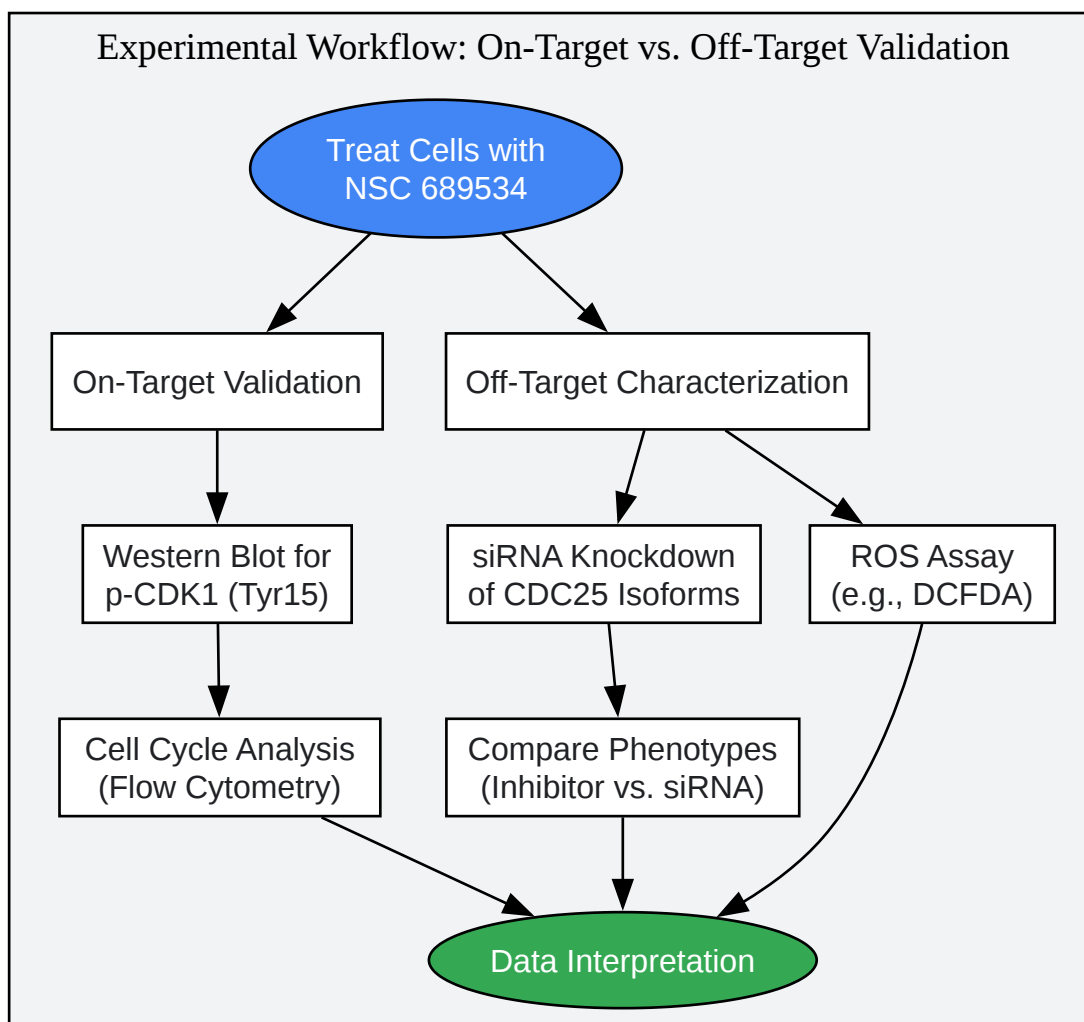 Experimental Workflow: On-Target vs. Off-Target Validation
Treat Cells with
NSC 689534
On-Target Validation
Off-Target Characterization
Western Blot for
p-CDK1 (Tyr15)
siRNA Knockdown
of CDC25 Isoforms
ROS Assay
(e.g., DCFDA)
Cell Cycle Analysis
(Flow Cytometry)
Compare Phenotypes
(Inhibitor vs. siRNA)
Data Interpretation